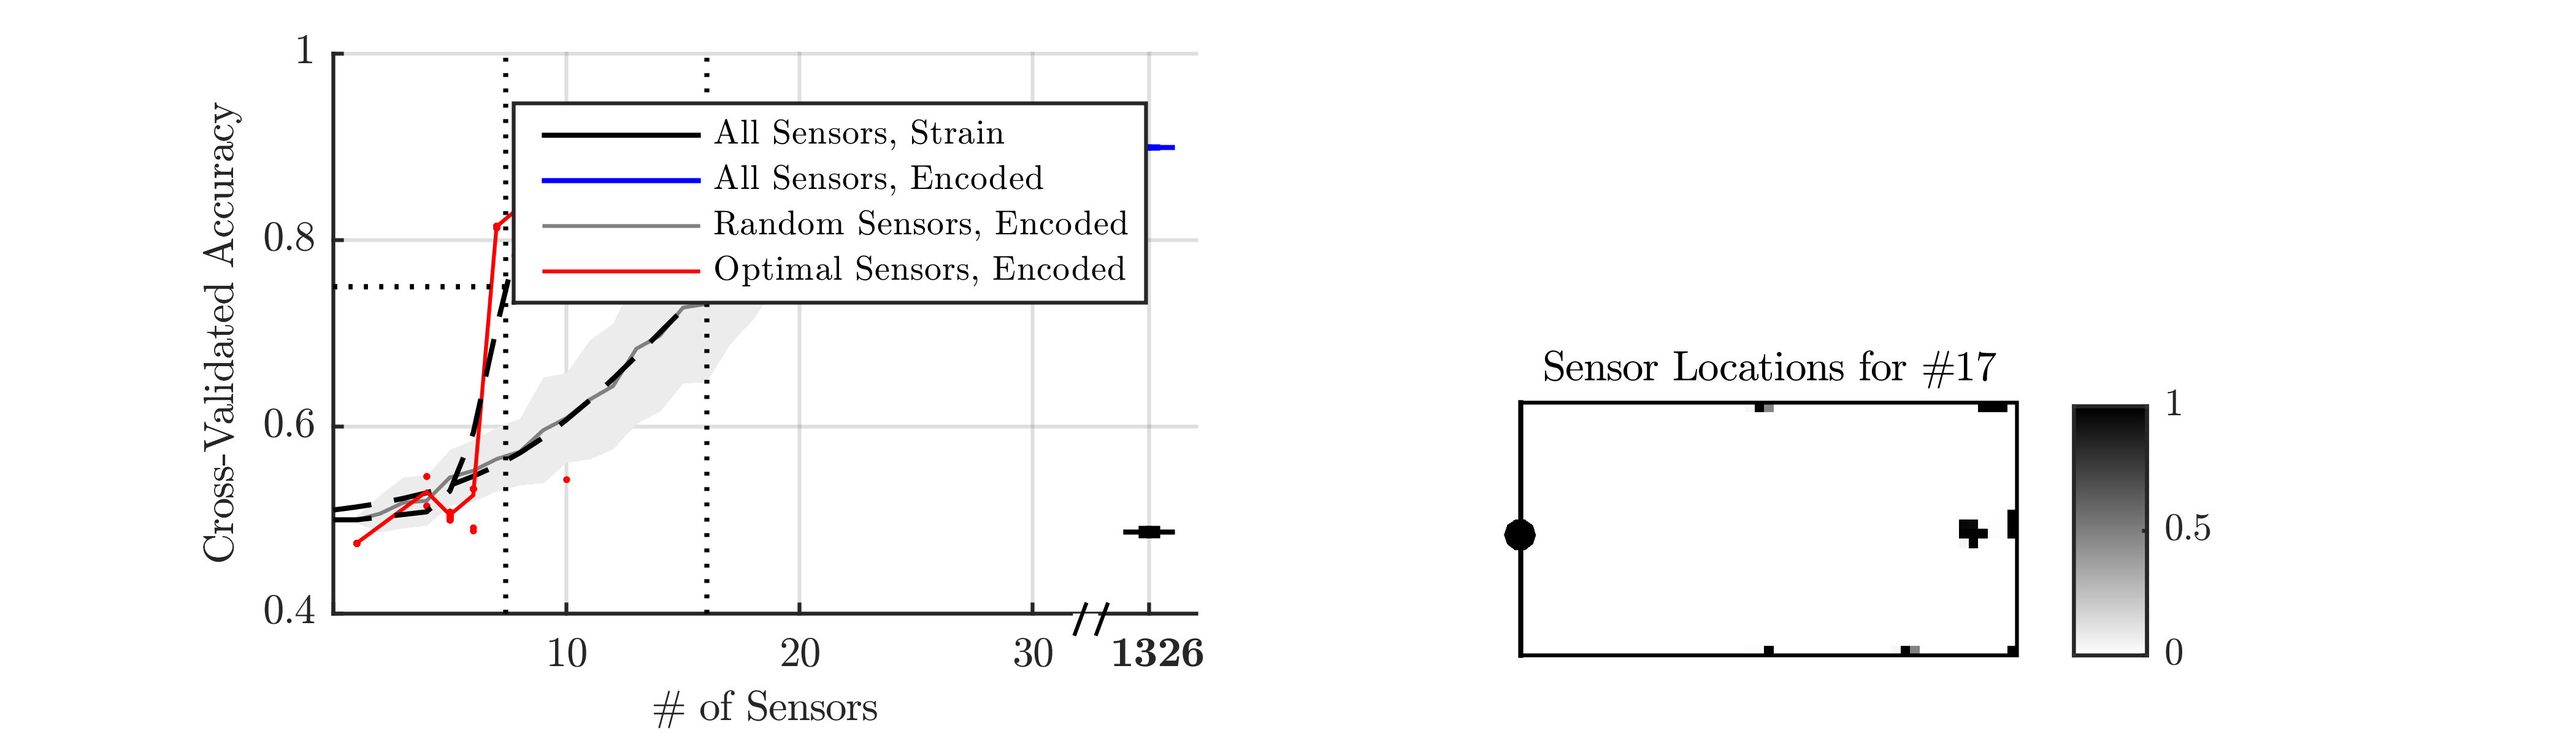 1
0.8
0.6
0.4
Cross-Validated Accuracy
All Sensors, Strain
All Sensors, Encoded
Random Sensors, Encoded
Optimal Sensors, Encoded
10 20 30 1326
# of Sensors
Sensor Locations for #17
1
0.5
0